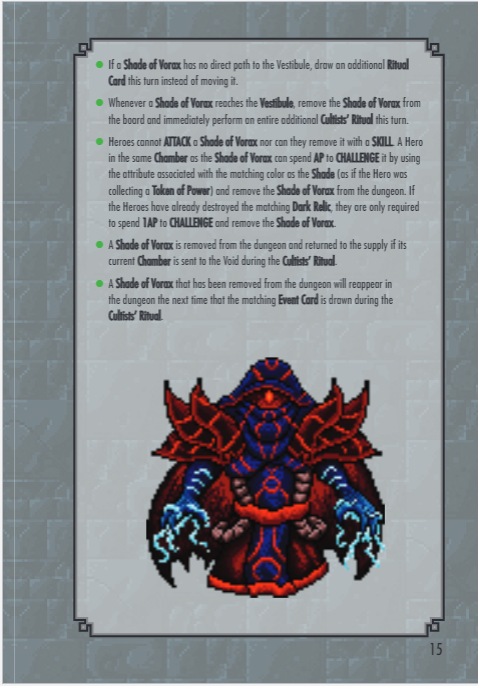 ● If a Shade of Vorax has no direct path to the Vestibule, draw an additional Ritual
Card this turn instead of moving it.
● Whenever a Shade of Vorax reaches the Vestibule, remove the Shade of Vorax from
the board and immediately perform an entire additional Cultists' Ritual this turn.
● Heroes cannot ATTACK a Shade of Vorax nor can they remove it with a SKILL. A Hero
in the same Chamber as the Shade of Vorax can spend AP to CHALLENGE it by using
the attribute associated with the matching color as the Shade (as if the Hero was
collecting a Token of Power) and remove the Shade of Vorax from the dungeon. If
the Heroes have already destroyed the matching Dark Relic, they are only required
to spend 1AP to CHALLENGE and remove the Shade of Vorax.
● A Shade of Vorax is removed from the dungeon and returned to the supply if its
current Chamber is sent to the Void during the Cultists' Ritual.
● A Shade of Vorax that has been removed from the dungeon will reappear in
the dungeon the next time that the matching Event Card is drawn during the
Cultists' Ritual.
15